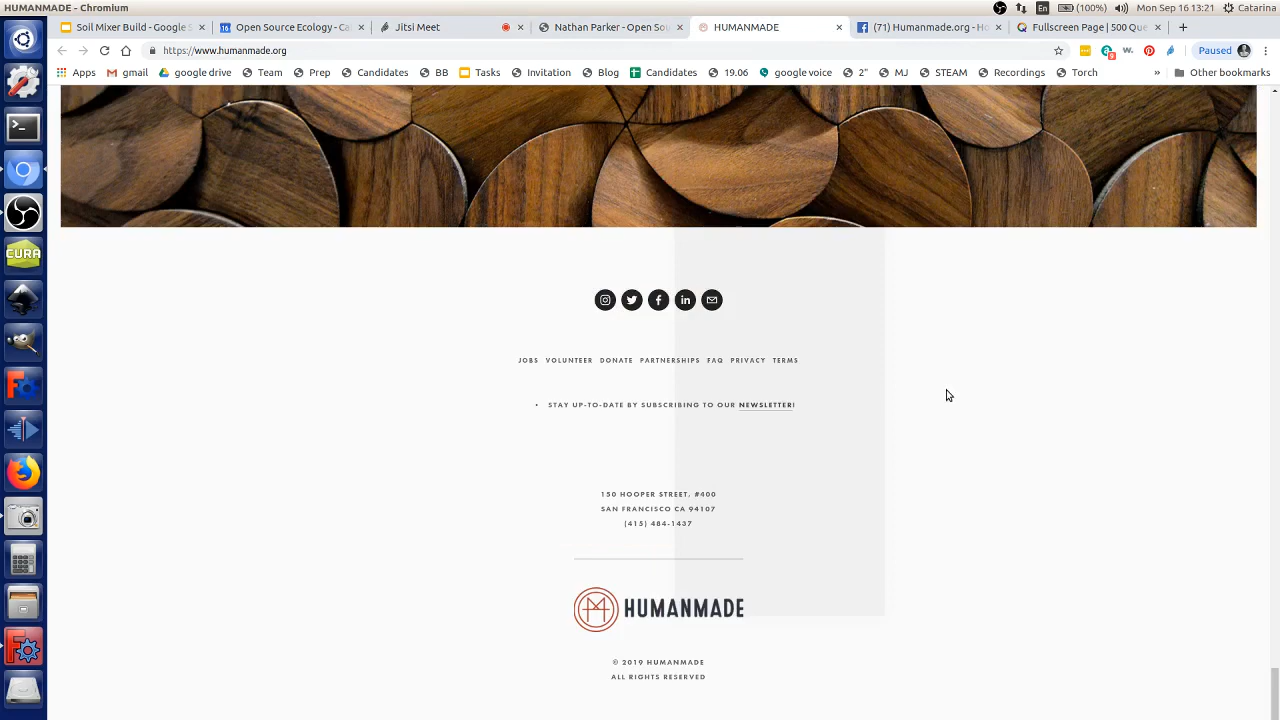 HUMANMADE - Chromium
En (100%) Mon Sep 16 13:21 Catarina
Soil Mixer Build - Google S
Open Source Ecology - Cal
Jitsi Meet
Nathan Parker - Open Sou
HUMANMADE
(71) Humanmade.org - Ho
Fullscreen Page | 500 Que
https://www.humanmade.org
Paused
Apps gmail google drive Team Prep Candidates BB Tasks Invitation Blog Candidates 19.06 google voice 2" MJ STEAM Recordings Torch » Other bookmarks
CURA
JOBS VOLUNTEER DONATE PARTNERSHIPS FAQ PRIVACY TERMS
• STAY UP-TO-DATE BY SUBSCRIBING TO OUR NEWSLETTER!
150 HOOPER STREET, #400
SAN FRANCISCO CA 94107
(415) 484-1437
HUMANMADE
© 2019 HUMANMADE
ALL RIGHTS RESERVED